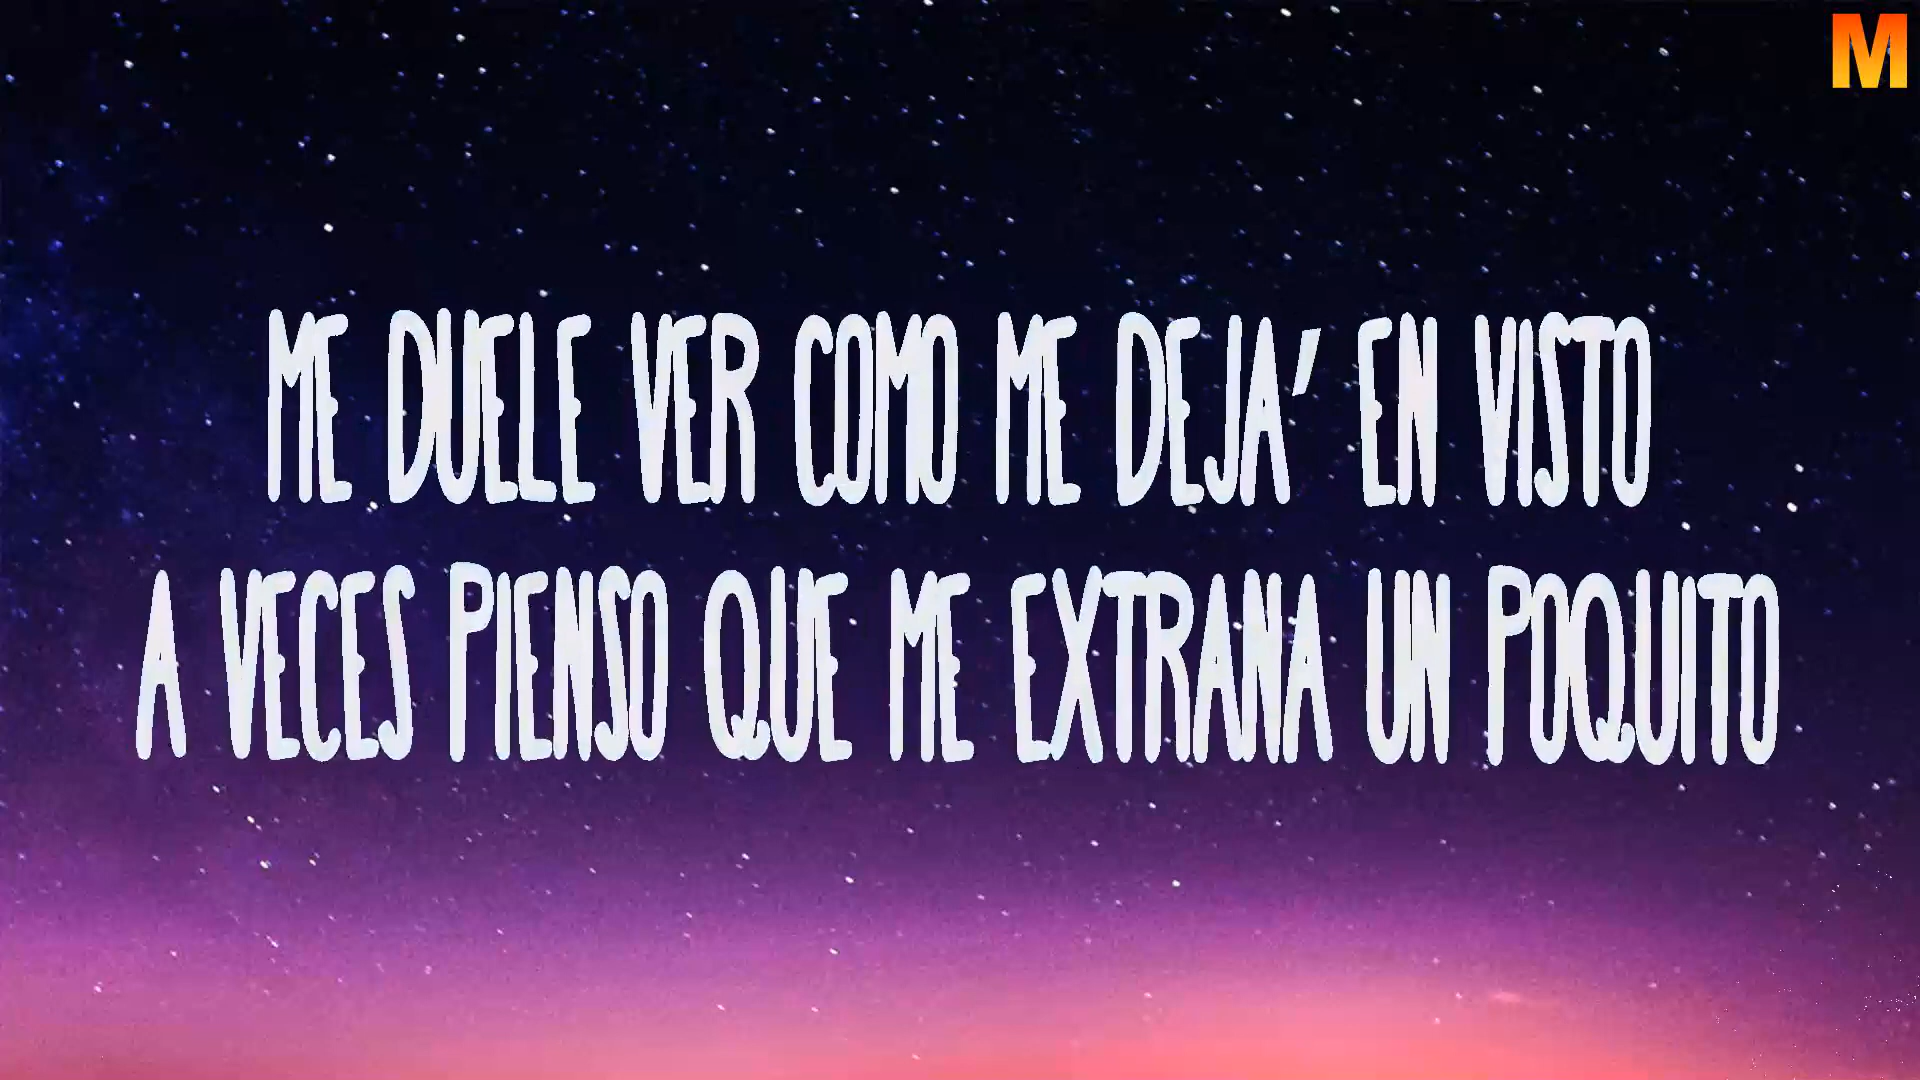 M
ME DUELE VER COMO ME DEJA' EN VISTO
A VECES PIENSO QUE ME EXTRANA UN POQUITO